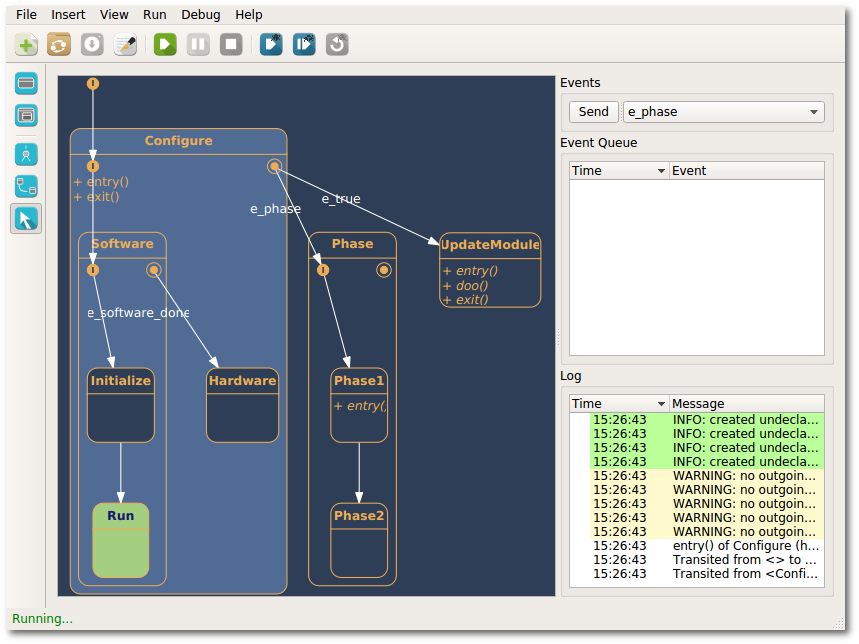 File Insert View Run Debug Help
Events
Send e_phase
Event Queue
Time Event
Configure
+ entry()
+ exit()
e_phase
e_true
Software
Phase
UpdateModule
+ entry()
+ doo()
+ exit()
e_software_done
Initialize
Hardware
Phase1
+ entry(
Run
Phase2
Log
Time Message
15:26:43 INFO: created undecla...
15:26:43 INFO: created undecla...
15:26:43 INFO: created undecla...
15:26:43 INFO: created undecla...
15:26:43 WARNING: no outgoin...
15:26:43 WARNING: no outgoin...
15:26:43 WARNING: no outgoin...
15:26:43 WARNING: no outgoin...
15:26:43 WARNING: no outgoin...
15:26:43 entry() of Configure (h...
15:26:43 Transited from <> to ...
15:26:43 Transited from <Confi...
Running...